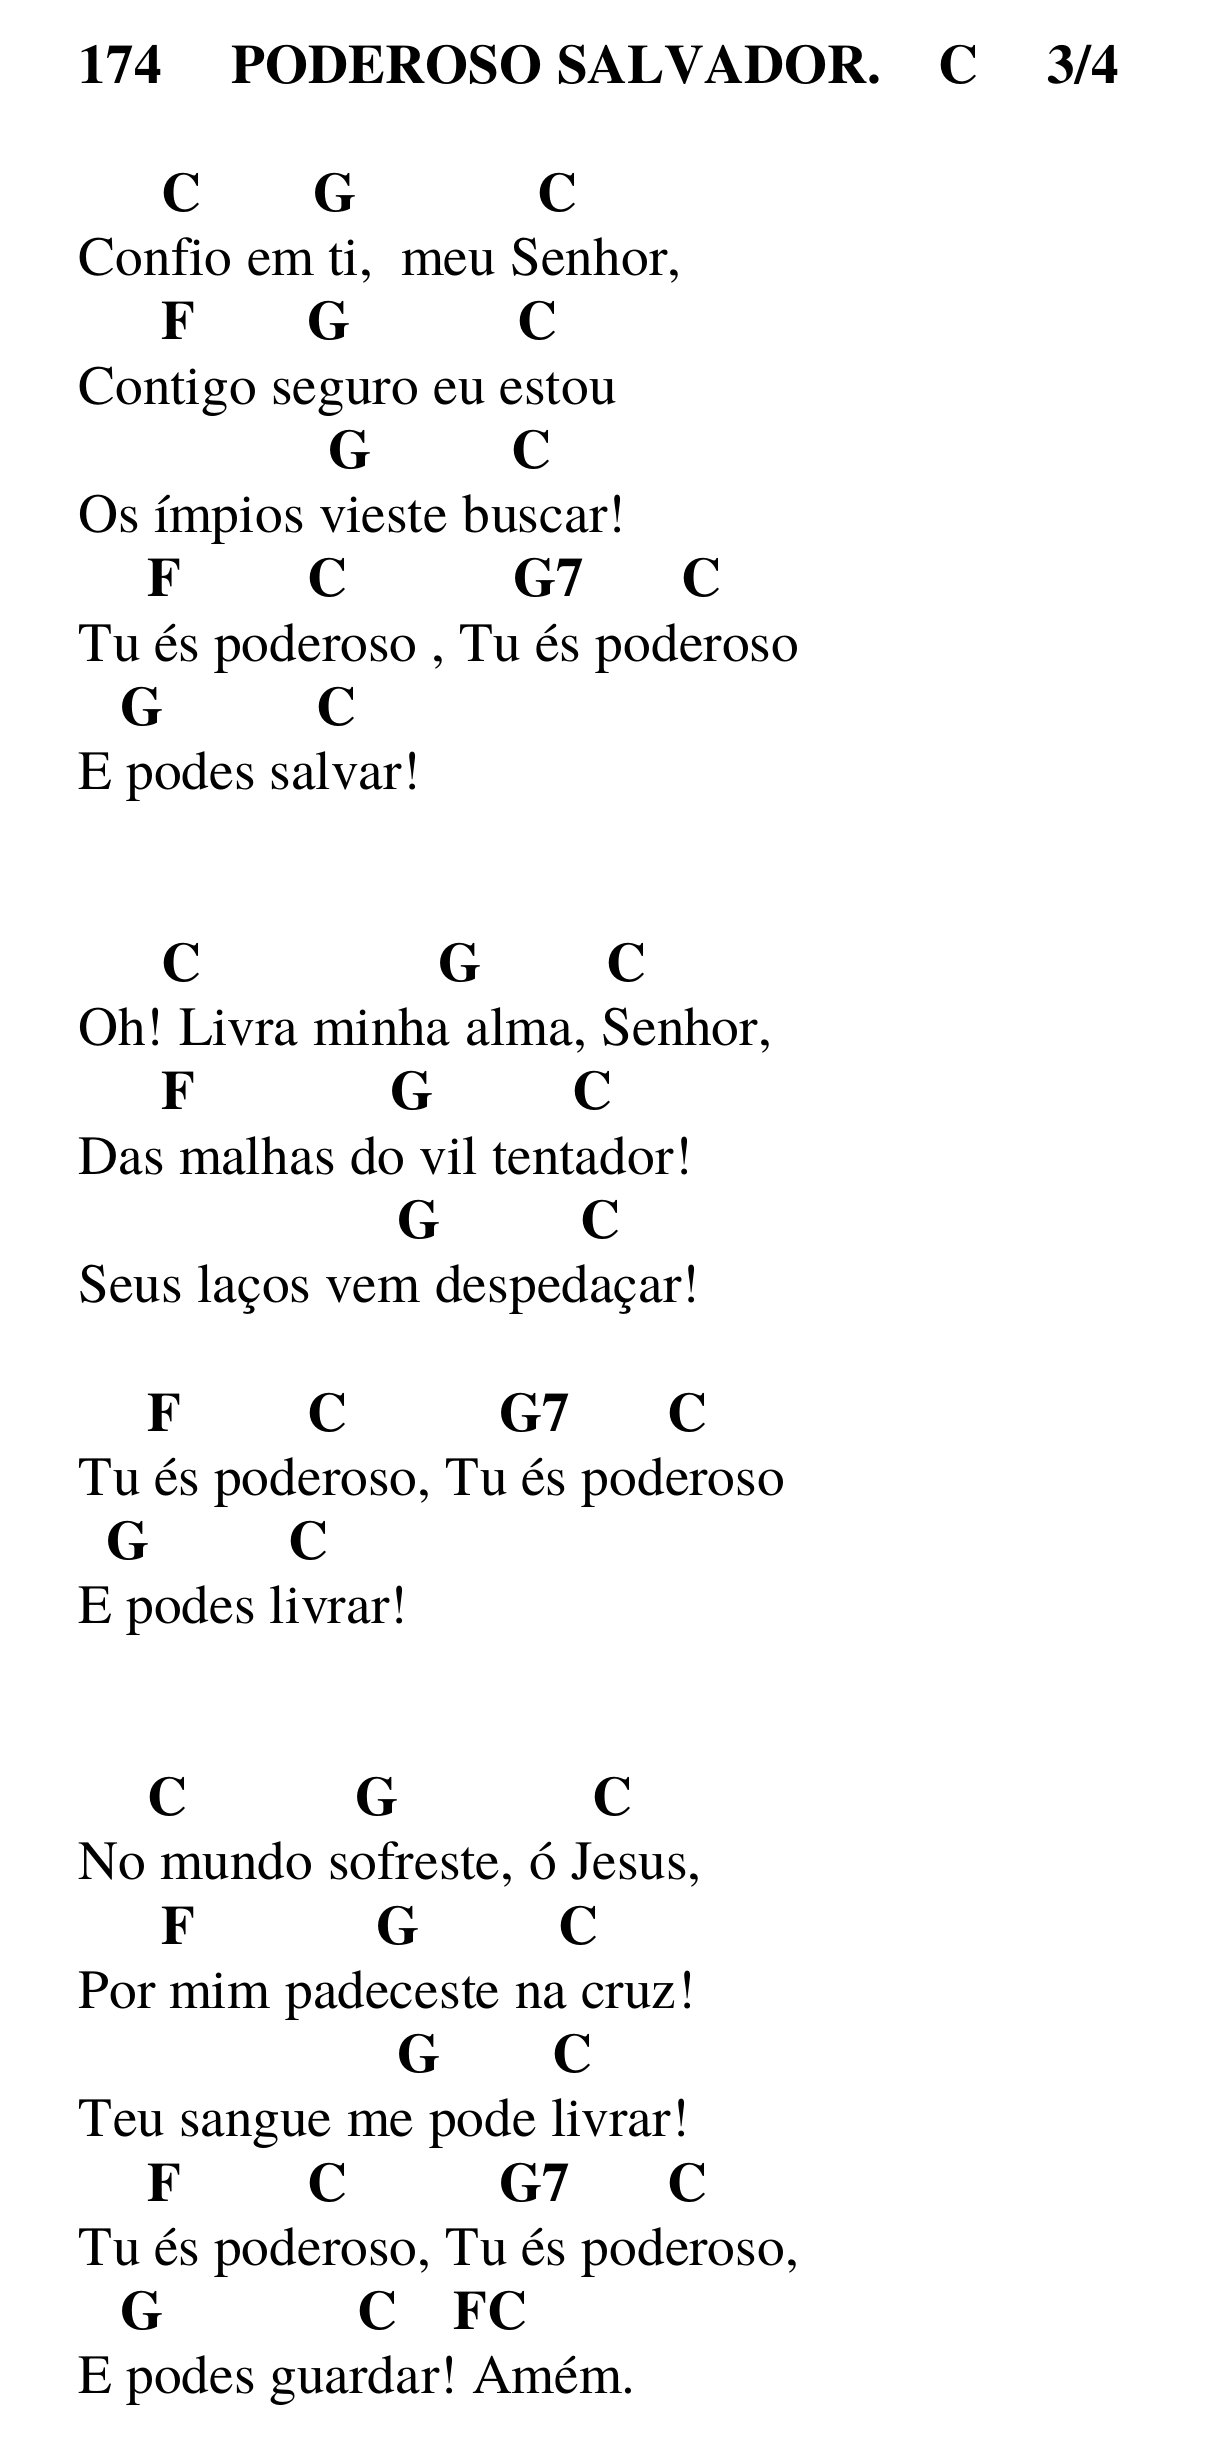 174 PODEROSO SALVADOR. C 3/4
C G C
Confio em ti, meu Senhor,
F G C
Contigo seguro eu estou
G C
Os ímpios vieste buscar!
F C G7 C
Tu és poderoso , Tu és poderoso
G C
E podes salvar!
C G C
Oh! Livra minha alma, Senhor,
F G C
Das malhas do vil tentador!
G C
Seus laços vem despedaçar!
F C G7 C
Tu és poderoso, Tu és poderoso
G C
E podes livrar!
C G C
No mundo sofreste, ó Jesus,
F G C
Por mim padeceste na cruz!
G C
Teu sangue me pode livrar!
F C G7 C
Tu és poderoso, Tu és poderoso,
G C FC
E podes guardar! Amém.